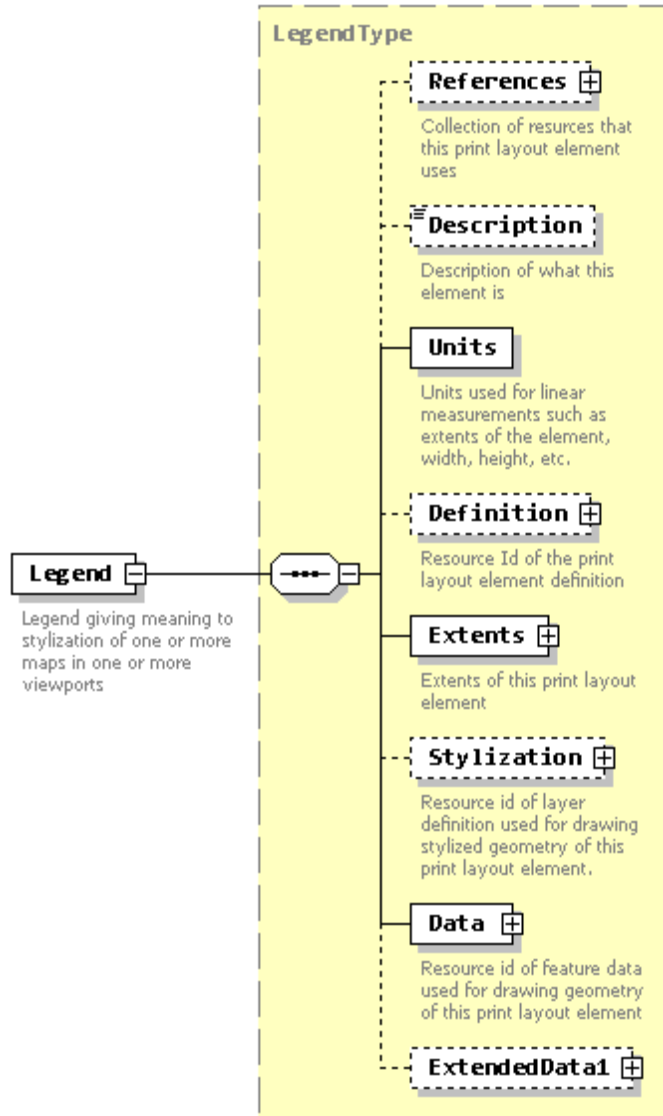 LegendType
References
Collection of resurces that
this print layout element
uses
Description
Description of what this
element is
Units
Units used for linear
measurements such as
extents of the element,
width, height, etc.
Definition
Resource Id of the print
layout element definition
Legend
Legend giving meaning to
stylization of one or more
maps in one or more
viewports
Extents
Extents of this print layout
element
Stylization
Resource id of layer
definition used for drawing
stylized geometry of this
print layout element.
Data
Resource id of feature data
used for drawing geometry
of this print layout element
ExtendedData1